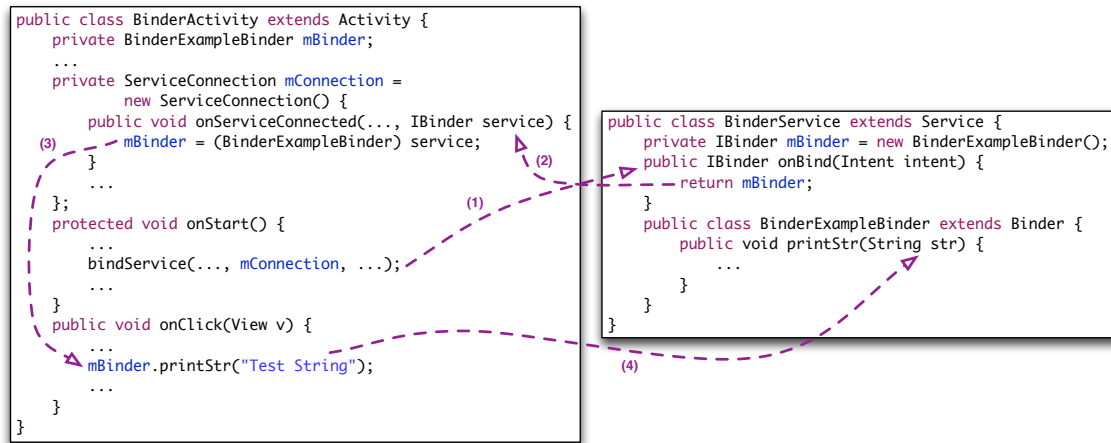 public class BinderActivity extends Activity {
private BinderExampleBinder mBinder;
...
private ServiceConnection mConnection =
new ServiceConnection() {
public void onServiceConnected(..., IBinder service) {
mBinder = (BinderExampleBinder) service;
}
...
};
protected void onStart() {
...
bindService(..., mConnection, ...);
...
}
public void onClick(View v) {
...
mBinder.printStr("Test String");
...
}
}
(3)
(1)
(2)
(4)
public class BinderService extends Service {
private IBinder mBinder = new BinderExampleBinder();
public IBinder onBind(Intent intent) {
return mBinder;
}
public class BinderExampleBinder extends Binder {
public void printStr(String str) {
...
}
}
}